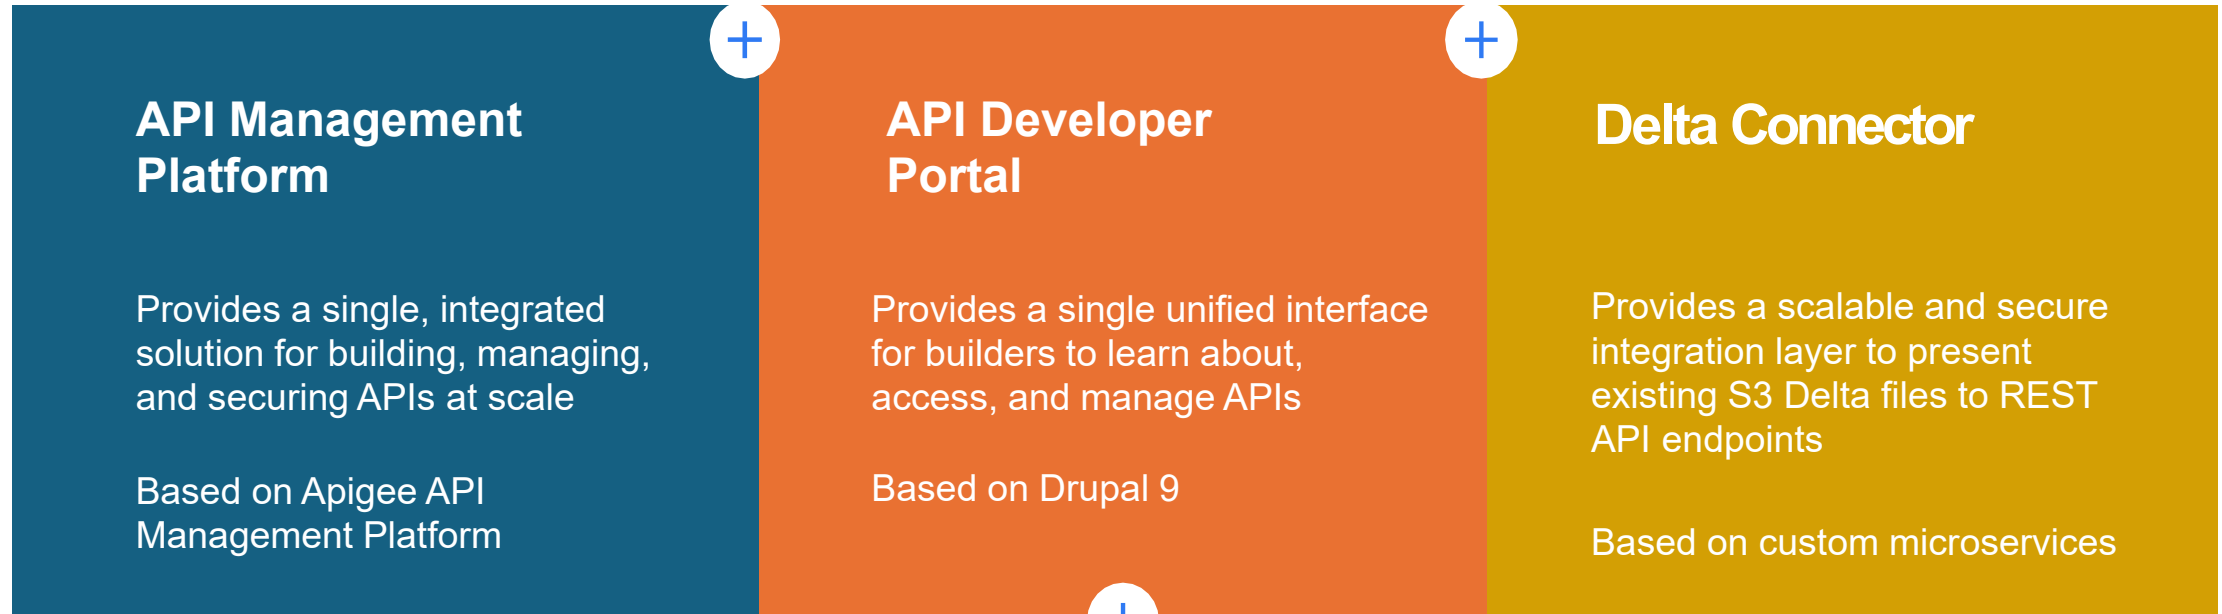 API Management
Platform
Provides a single, integrated
solution for building, managing,
and securing APIs at scale
Based on Apigee API
Management Platform
API Developer
Portal
Provides a single unified interface
for builders to learn about,
access, and manage APIs
Based on Drupal 9
Delta Connector
Provides a scalable and secure
integration layer to present
existing S3 Delta files to REST
API endpoints
Based on custom microservices